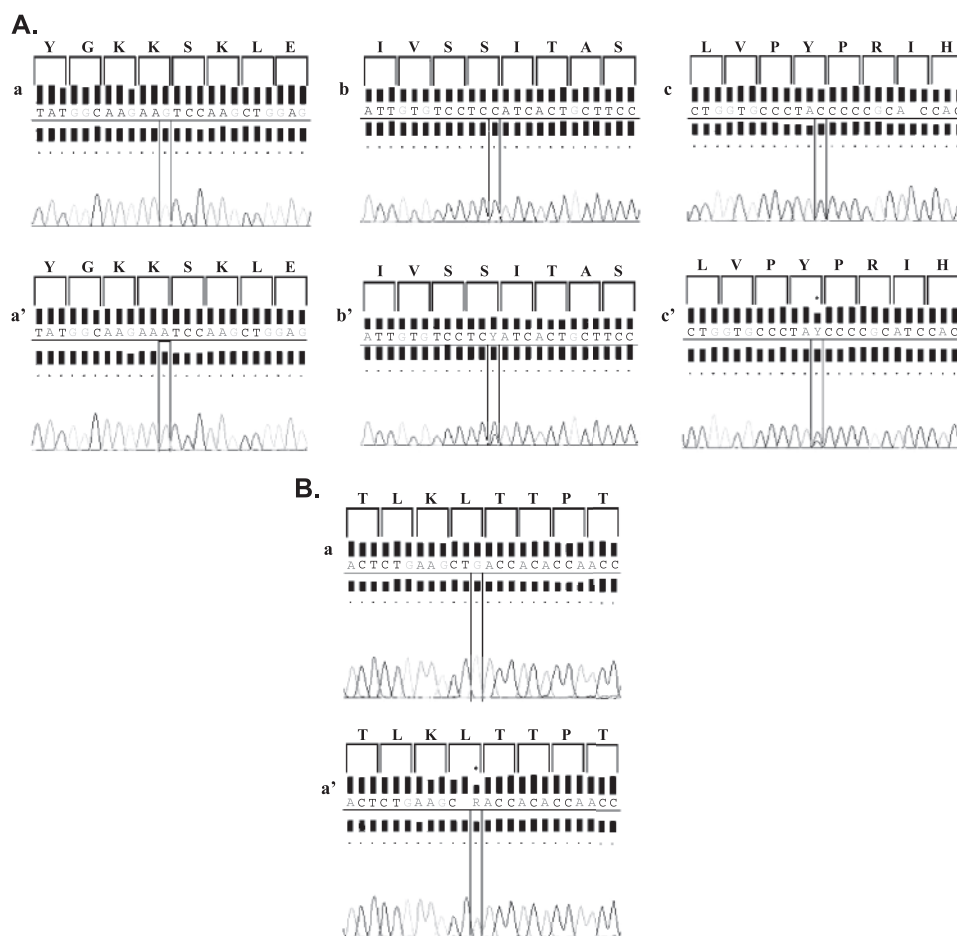 A.
Y G K K S K L E
a
TATGGCAAGAAGTCCAAGCTGGAG
I V S S I T A S
b
ATTGTGTCCTCCATCACTGCTTCC
L V P Y P R I H
c
CTGGTGCCCTACCCCCGCA CCAC
Y G K K S K L E
a’
TATGGCAAGAAATCCAAGCTGGAG
I V S S I T A S
b’
ATTGTGTCCTCYATCACTGCTTCC
L V P Y P R I H
*
c’
CTGGTGCCCTAYCCCCGCATCCAC
B.
T L K L T T P T
a
ACTCTGAAGCTGACCACACCAACC
T L K L T T P T
*
a’
ACTCTGAAGC RACCACACCAACC